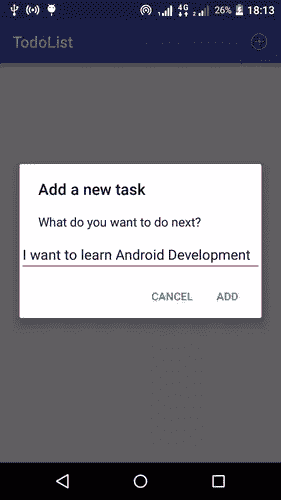 4G
26% 18:13
TodoList
Add a new task
What do you want to do next?
I want to learn Android Development
CANCEL ADD